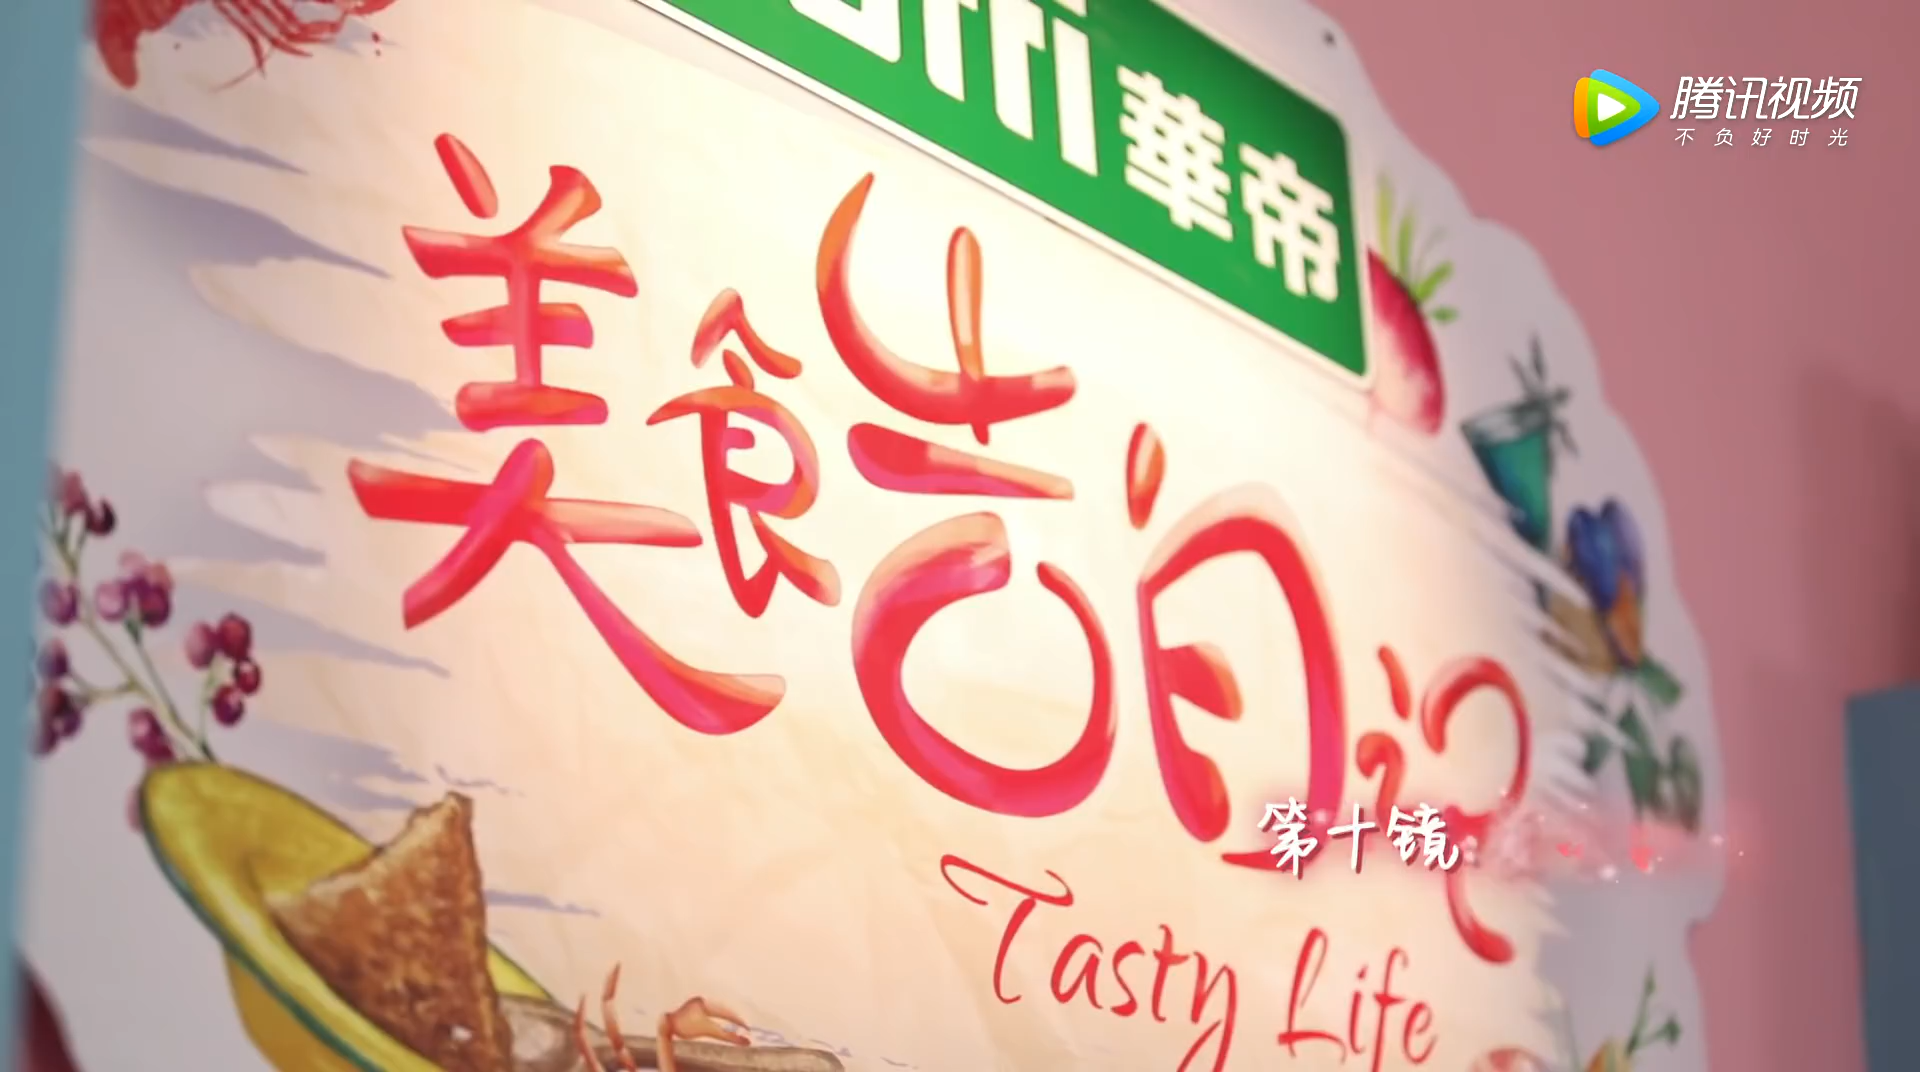 華帝
腾讯视频
不负好时光
美食告白记
第十镜
Tasty Life